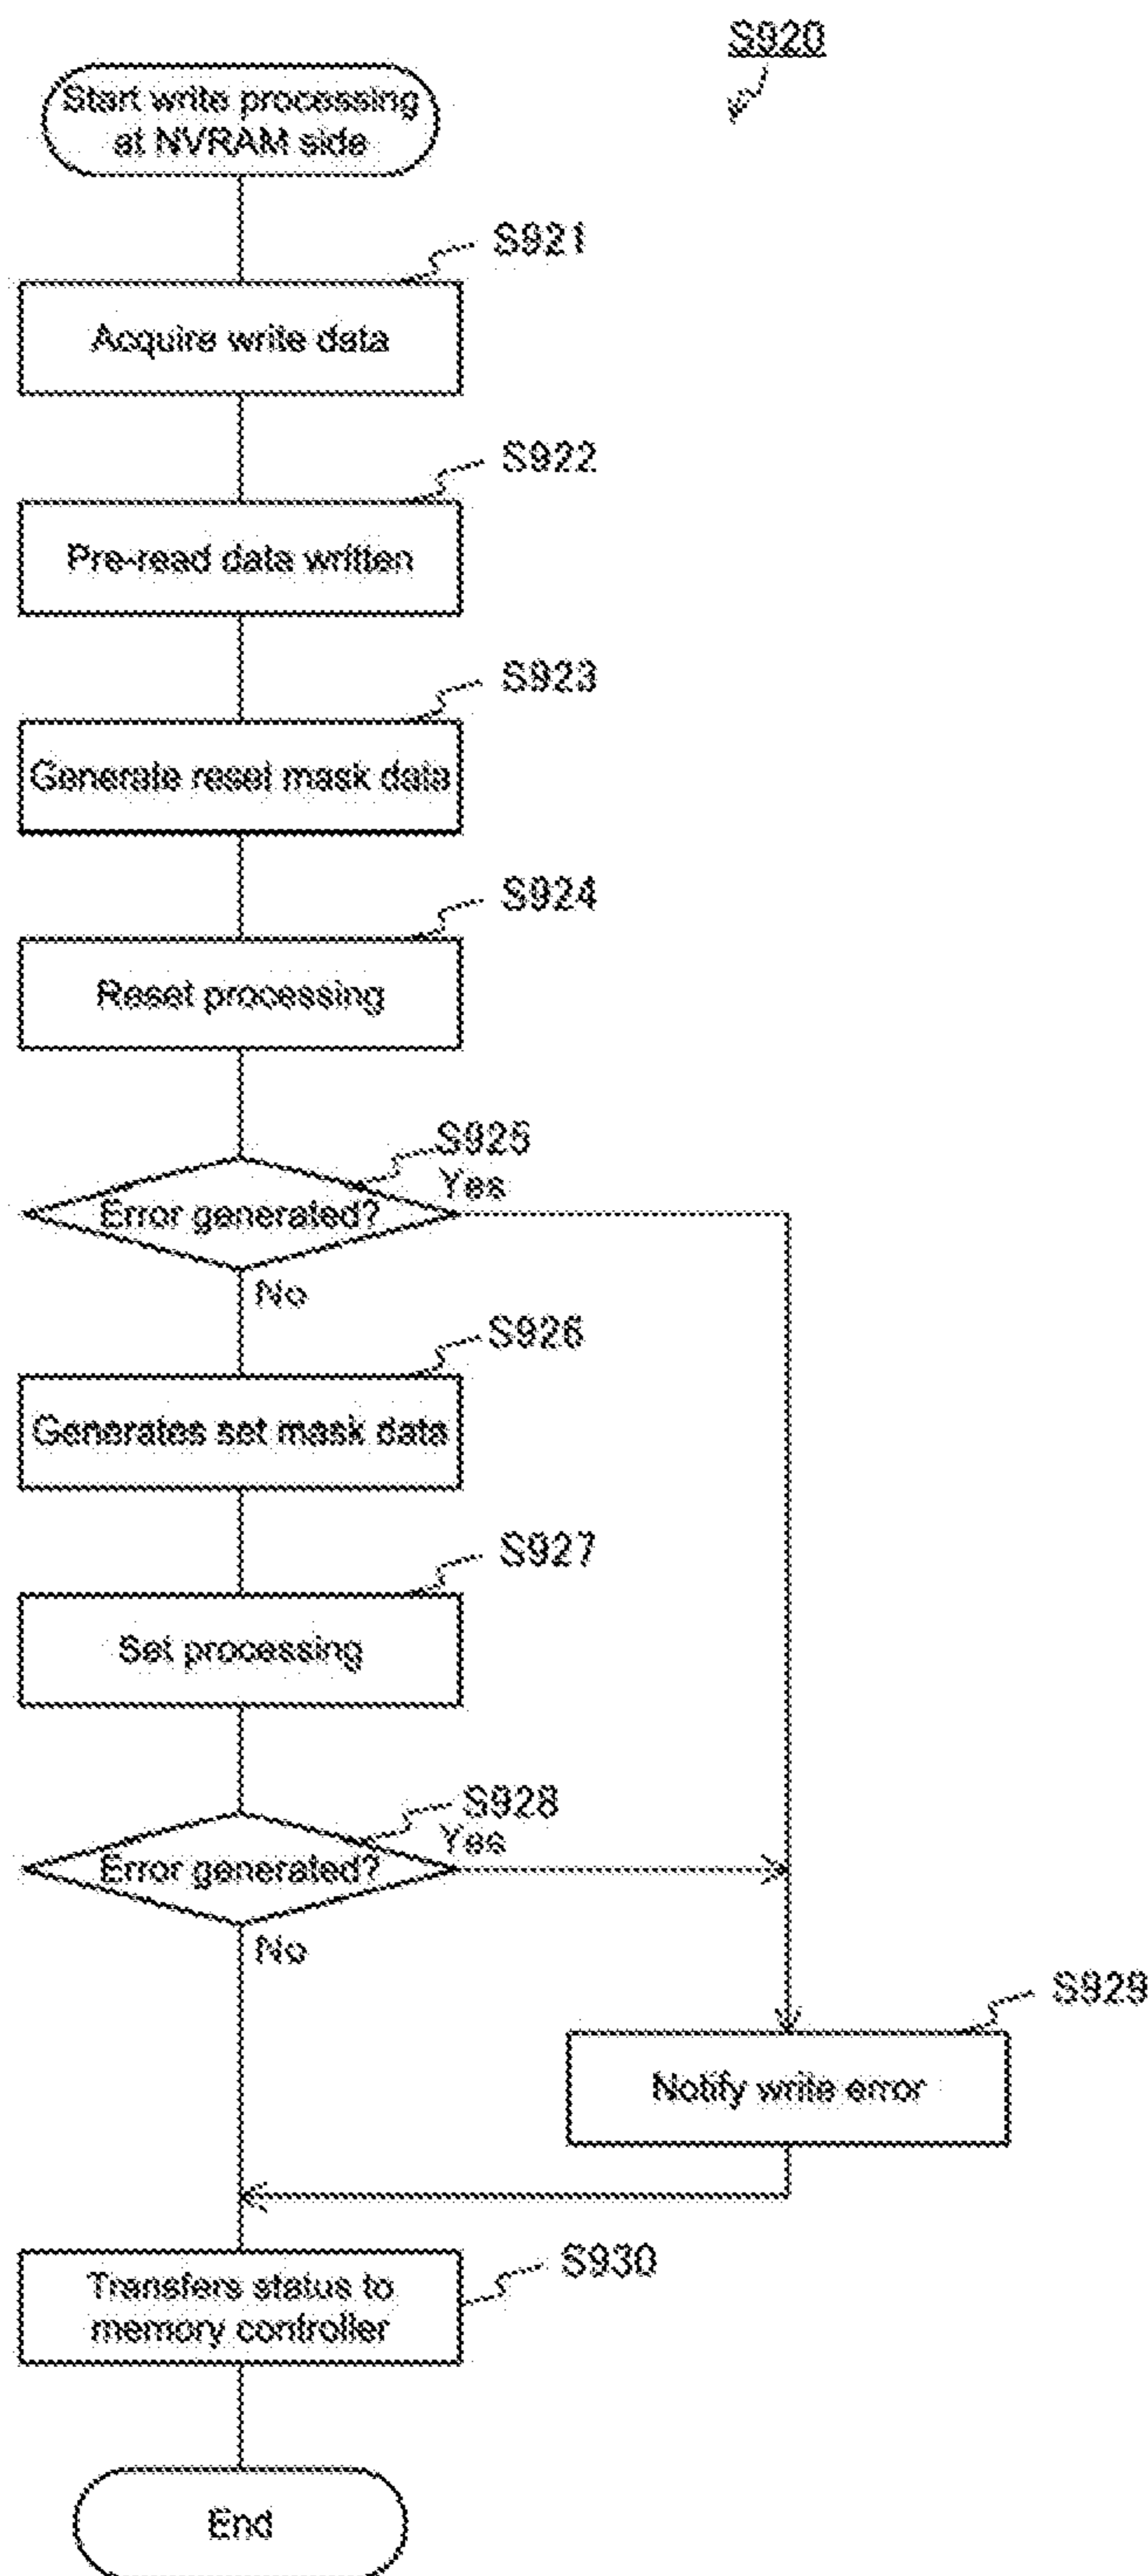 S920
Start write processing
at NVRAM side
S921
Acquire write data
S922
Pre-read data written
S923
Generate reset mask data
S924
Reset processing
S925
Error generated?
Yes
No
S926
Generates set mask data
S927
Set processing
S928
Error generated?
Yes
No
S929
Notify write error
S930
Transfers status to
memory controller
End